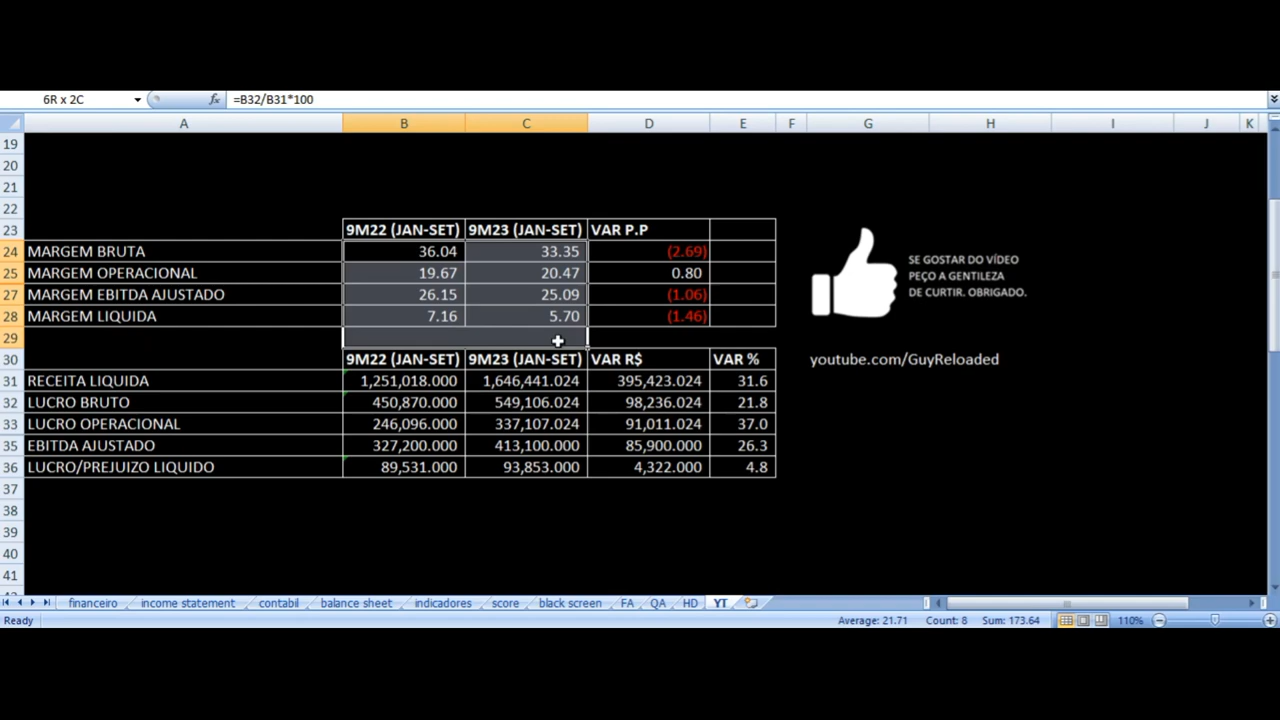 6R x 2C fx =B32/B31*100
A B C D E F G H I J K
19
20
21
22
23 9M22 (JAN-SET) 9M23 (JAN-SET) VAR P.P
24 MARGEM BRUTA 36.04 33.35 (2.69)
25 MARGEM OPERACIONAL 19.67 20.47 0.80
27 MARGEM EBITDA AJUSTADO 26.15 25.09 (1.06)
28 MARGEM LIQUIDA 7.16 5.70 (1.46)
29
30 9M22 (JAN-SET) 9M23 (JAN-SET) VAR R$ VAR %
31 RECEITA LIQUIDA 1,251,018.000 1,646,441.024 395,423.024 31.6
32 LUCRO BRUTO 450,870.000 549,106.024 98,236.024 21.8
33 LUCRO OPERACIONAL 246,096.000 337,107.024 91,011.024 37.0
35 EBITDA AJUSTADO 327,200.000 413,100.000 85,900.000 26.3
36 LUCRO/PREJUIZO LIQUIDO 89,531.000 93,853.000 4,322.000 4.8
37
38
39
40
41
SE GOSTAR DO VÍDEO
PEÇO A GENTILEZA
DE CURTIR. OBRIGADO.
youtube.com/GuyReloaded
financeiro income statement contabil balance sheet indicadores score black screen FA QA HD YT
Ready Average: 21.71 Count: 8 Sum: 173.64 110%